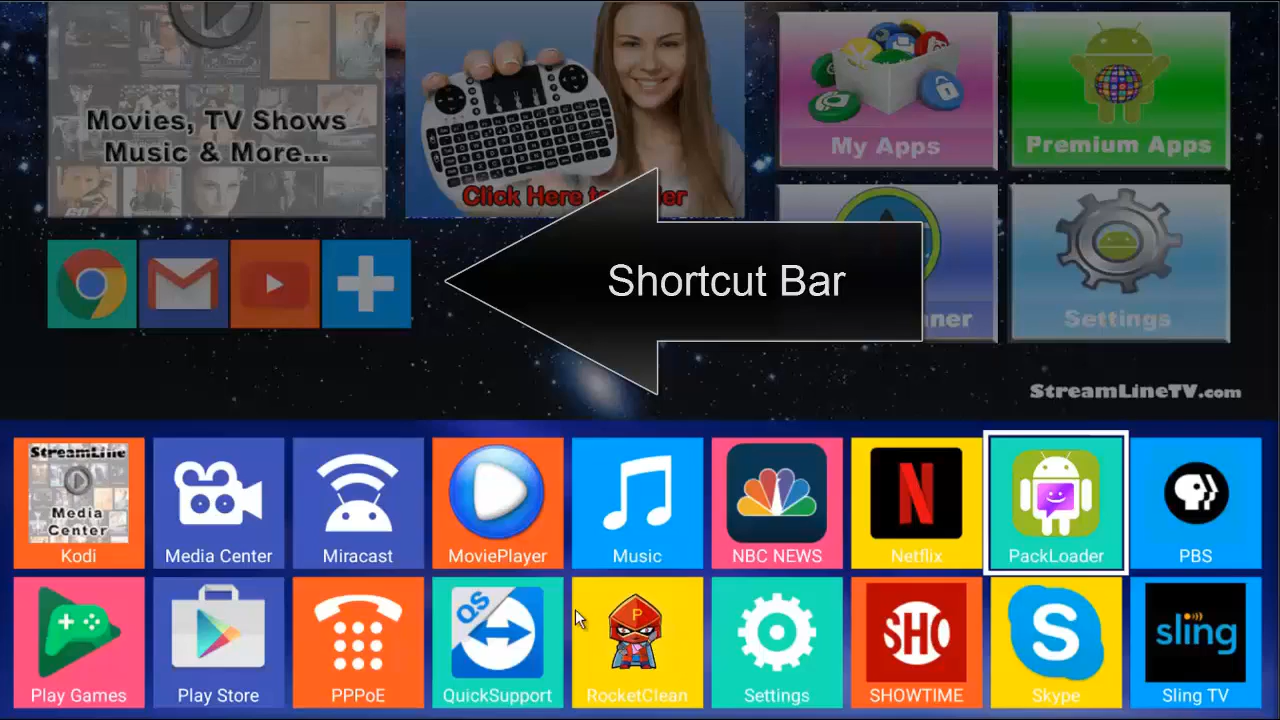 Movies, TV Shows
Music & More...
Click Here to
My Apps
Premium Apps
Shortcut Bar
Settings
StreamLineTV.com
StreamLine
Media
Center
Kodi
Media Center
Miracast
MoviePlayer
Music
NBC NEWS
N
Netflix
PackLoader
PBS
Play Games
Play Store
PPPoE
QS
QuickSupport
P
RocketClean
Settings
SHO
SHOWTIME
S
Skype
sling
Sling TV